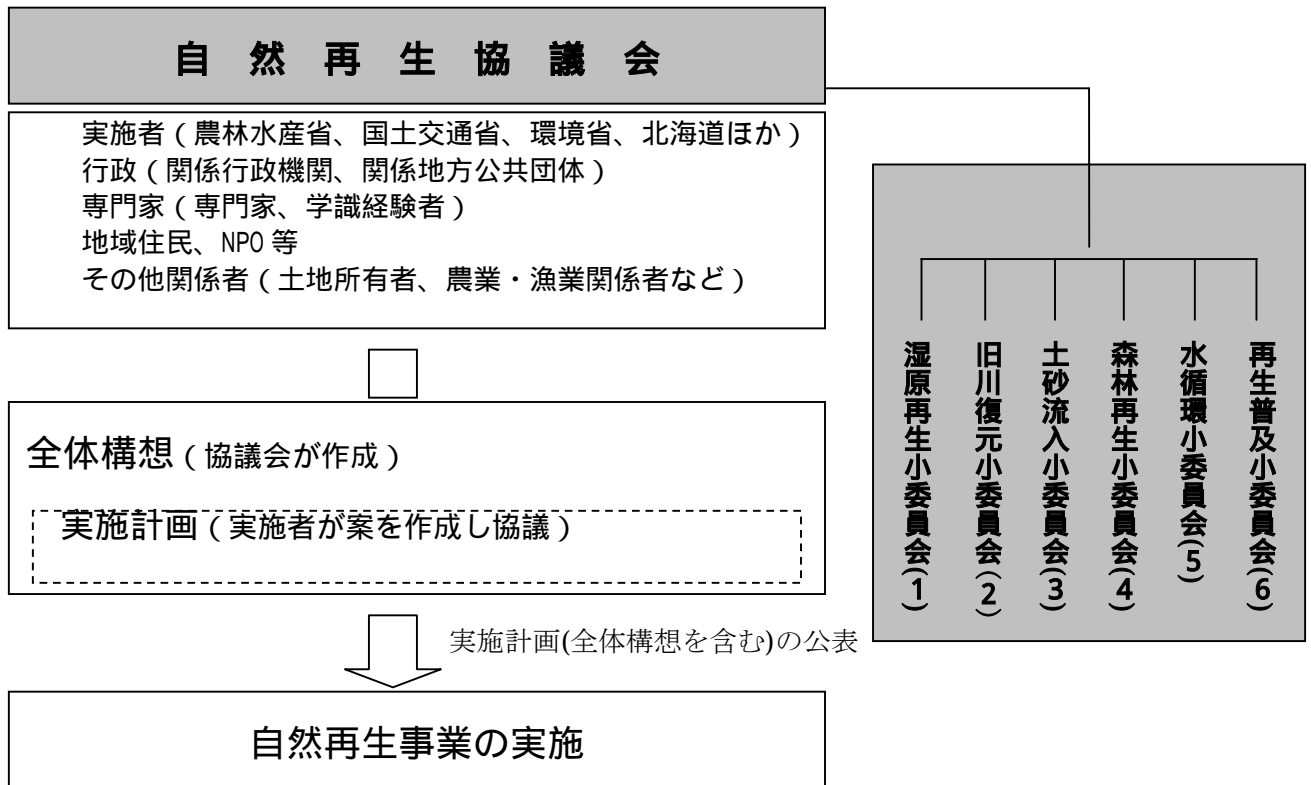 自然再生協議会
実施者（農林水産省、国土交通省、環境省、北海道ほか）
行政（関係行政機関、関係地方公共団体）
専門家（専門家、学識経験者）
地域住民、NPO 等
その他関係者（土地所有者、農業・漁業関係者など）
全体構想（協議会が作成）
実施計画（実施者が案を作成し協議）
実施計画(全体構想を含む)の公表
自然再生事業の実施
湿原再生小委員会(1)
旧川復元小委員会(2)
土砂流入小委員会(3)
森林再生小委員会(4)
水循環小委員会(5)
再生普及小委員会(6)